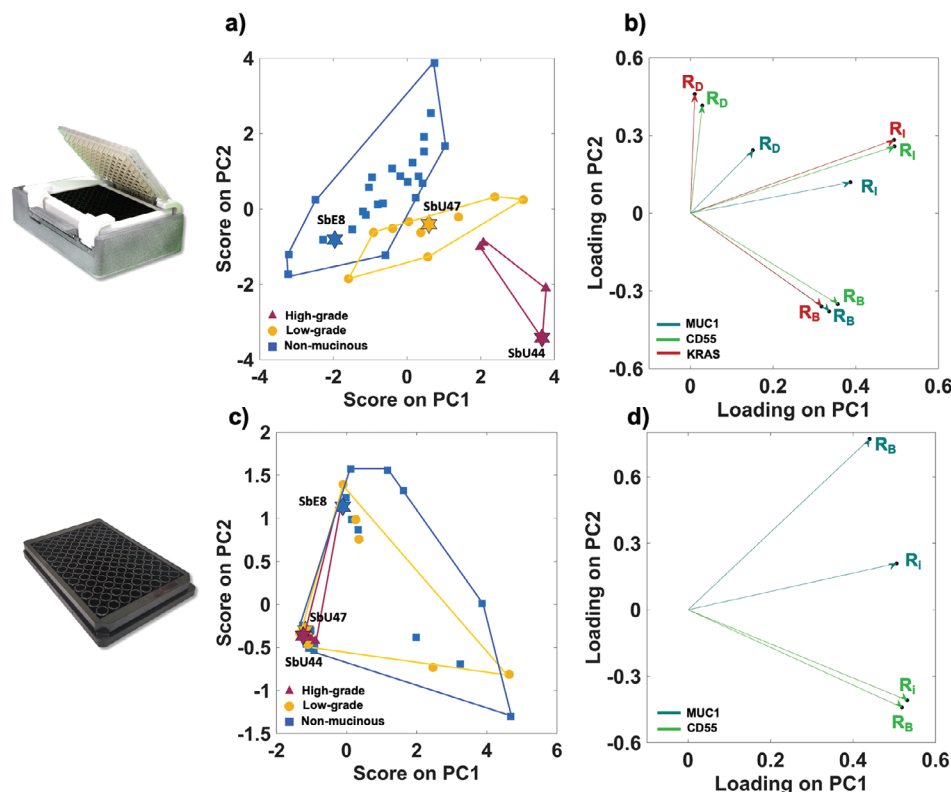 a)
4
2
0
-2
-4
-4
-2
0
2
4
Score on PC2
Score on PC1
SbE8
SbU47
SbU44
High-grade
Low-grade
Non-mucinous
b)
0.6
0.3
0
-0.3
-0.6
0
0.2
0.4
0.6
Loading on PC2
Loading on PC1
RD
RD
RD
RI
RI
RI
RB
RB
RB
MUC1
CD55
KRAS
c)
2
1.5
1
0.5
0
-0.5
-1
-1.5
-2
0
2
4
6
Score on PC2
Score on PC1
SbE8
SbU47
SbU44
High-grade
Low-grade
Non-mucinous
d)
0.6
0.3
0
-0.3
-0.6
0
0.2
0.4
0.6
Loading on PC2
Loading on PC1
RB
Ri
Ri
RB
MUC1
CD55